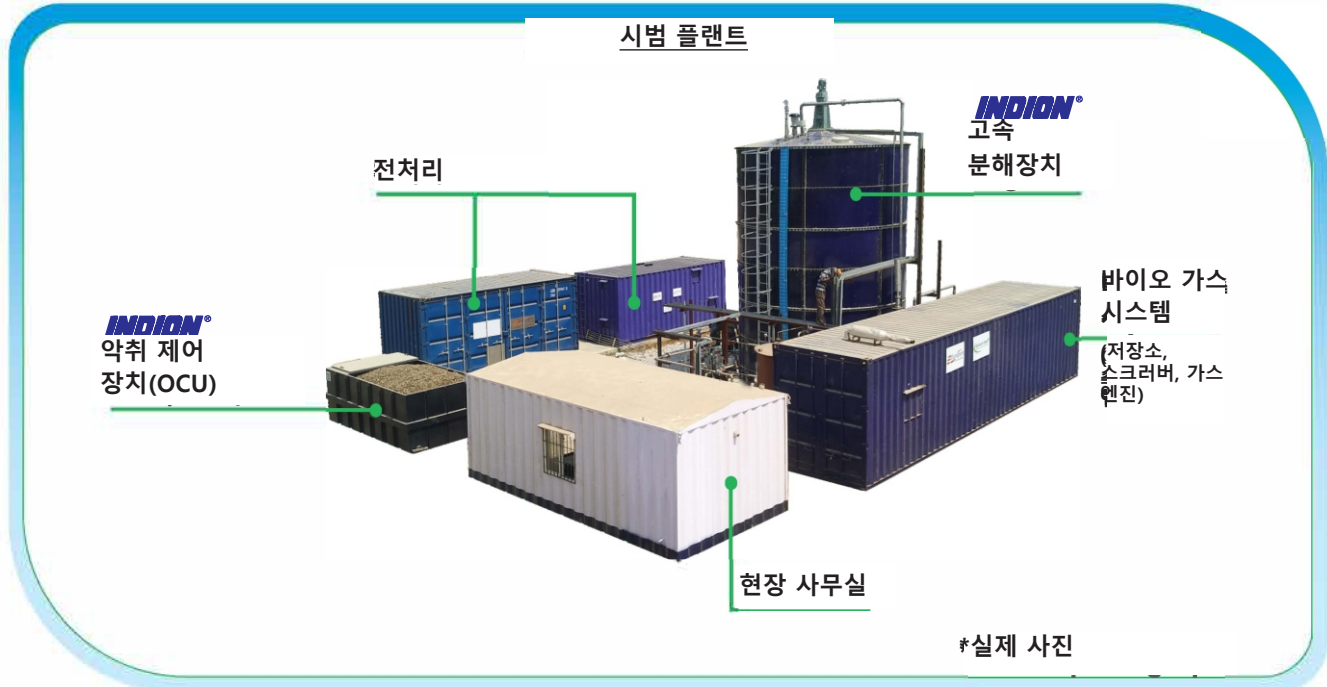 시범 플랜트
INDION®
고속
분해장치
전처리
바이오 가스
시스템
(저장소,
스크러버, 가스
엔진)
INDION®
악취 제어
장치(OCU)
현장 사무실
*실제 사진